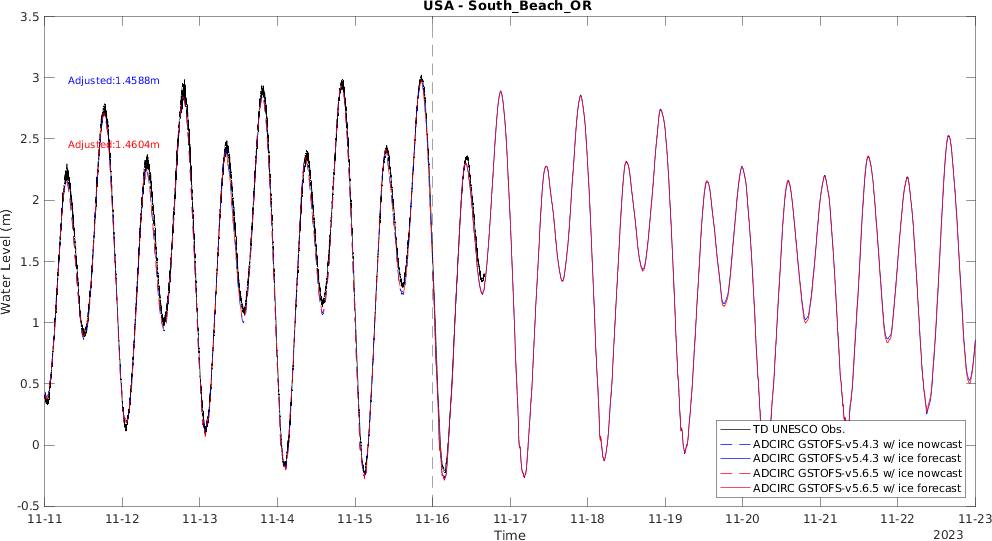 USA - South_Beach_OR
3.5
3
2.5
2
1.5
1
0.5
0
-0.5
Water Level (m)
Adjusted:1.4588m
Adjusted:1.4604m
TD UNESCO Obs.
ADCIRC GSTOFS-v5.4.3 w/ ice nowcast
ADCIRC GSTOFS-v5.4.3 w/ ice forecast
ADCIRC GSTOFS-v5.6.5 w/ ice nowcast
ADCIRC GSTOFS-v5.6.5 w/ ice forecast
11-11 11-12 11-13 11-14 11-15 11-16 11-17 11-18 11-19 11-20 11-21 11-22 11-23
Time
2023